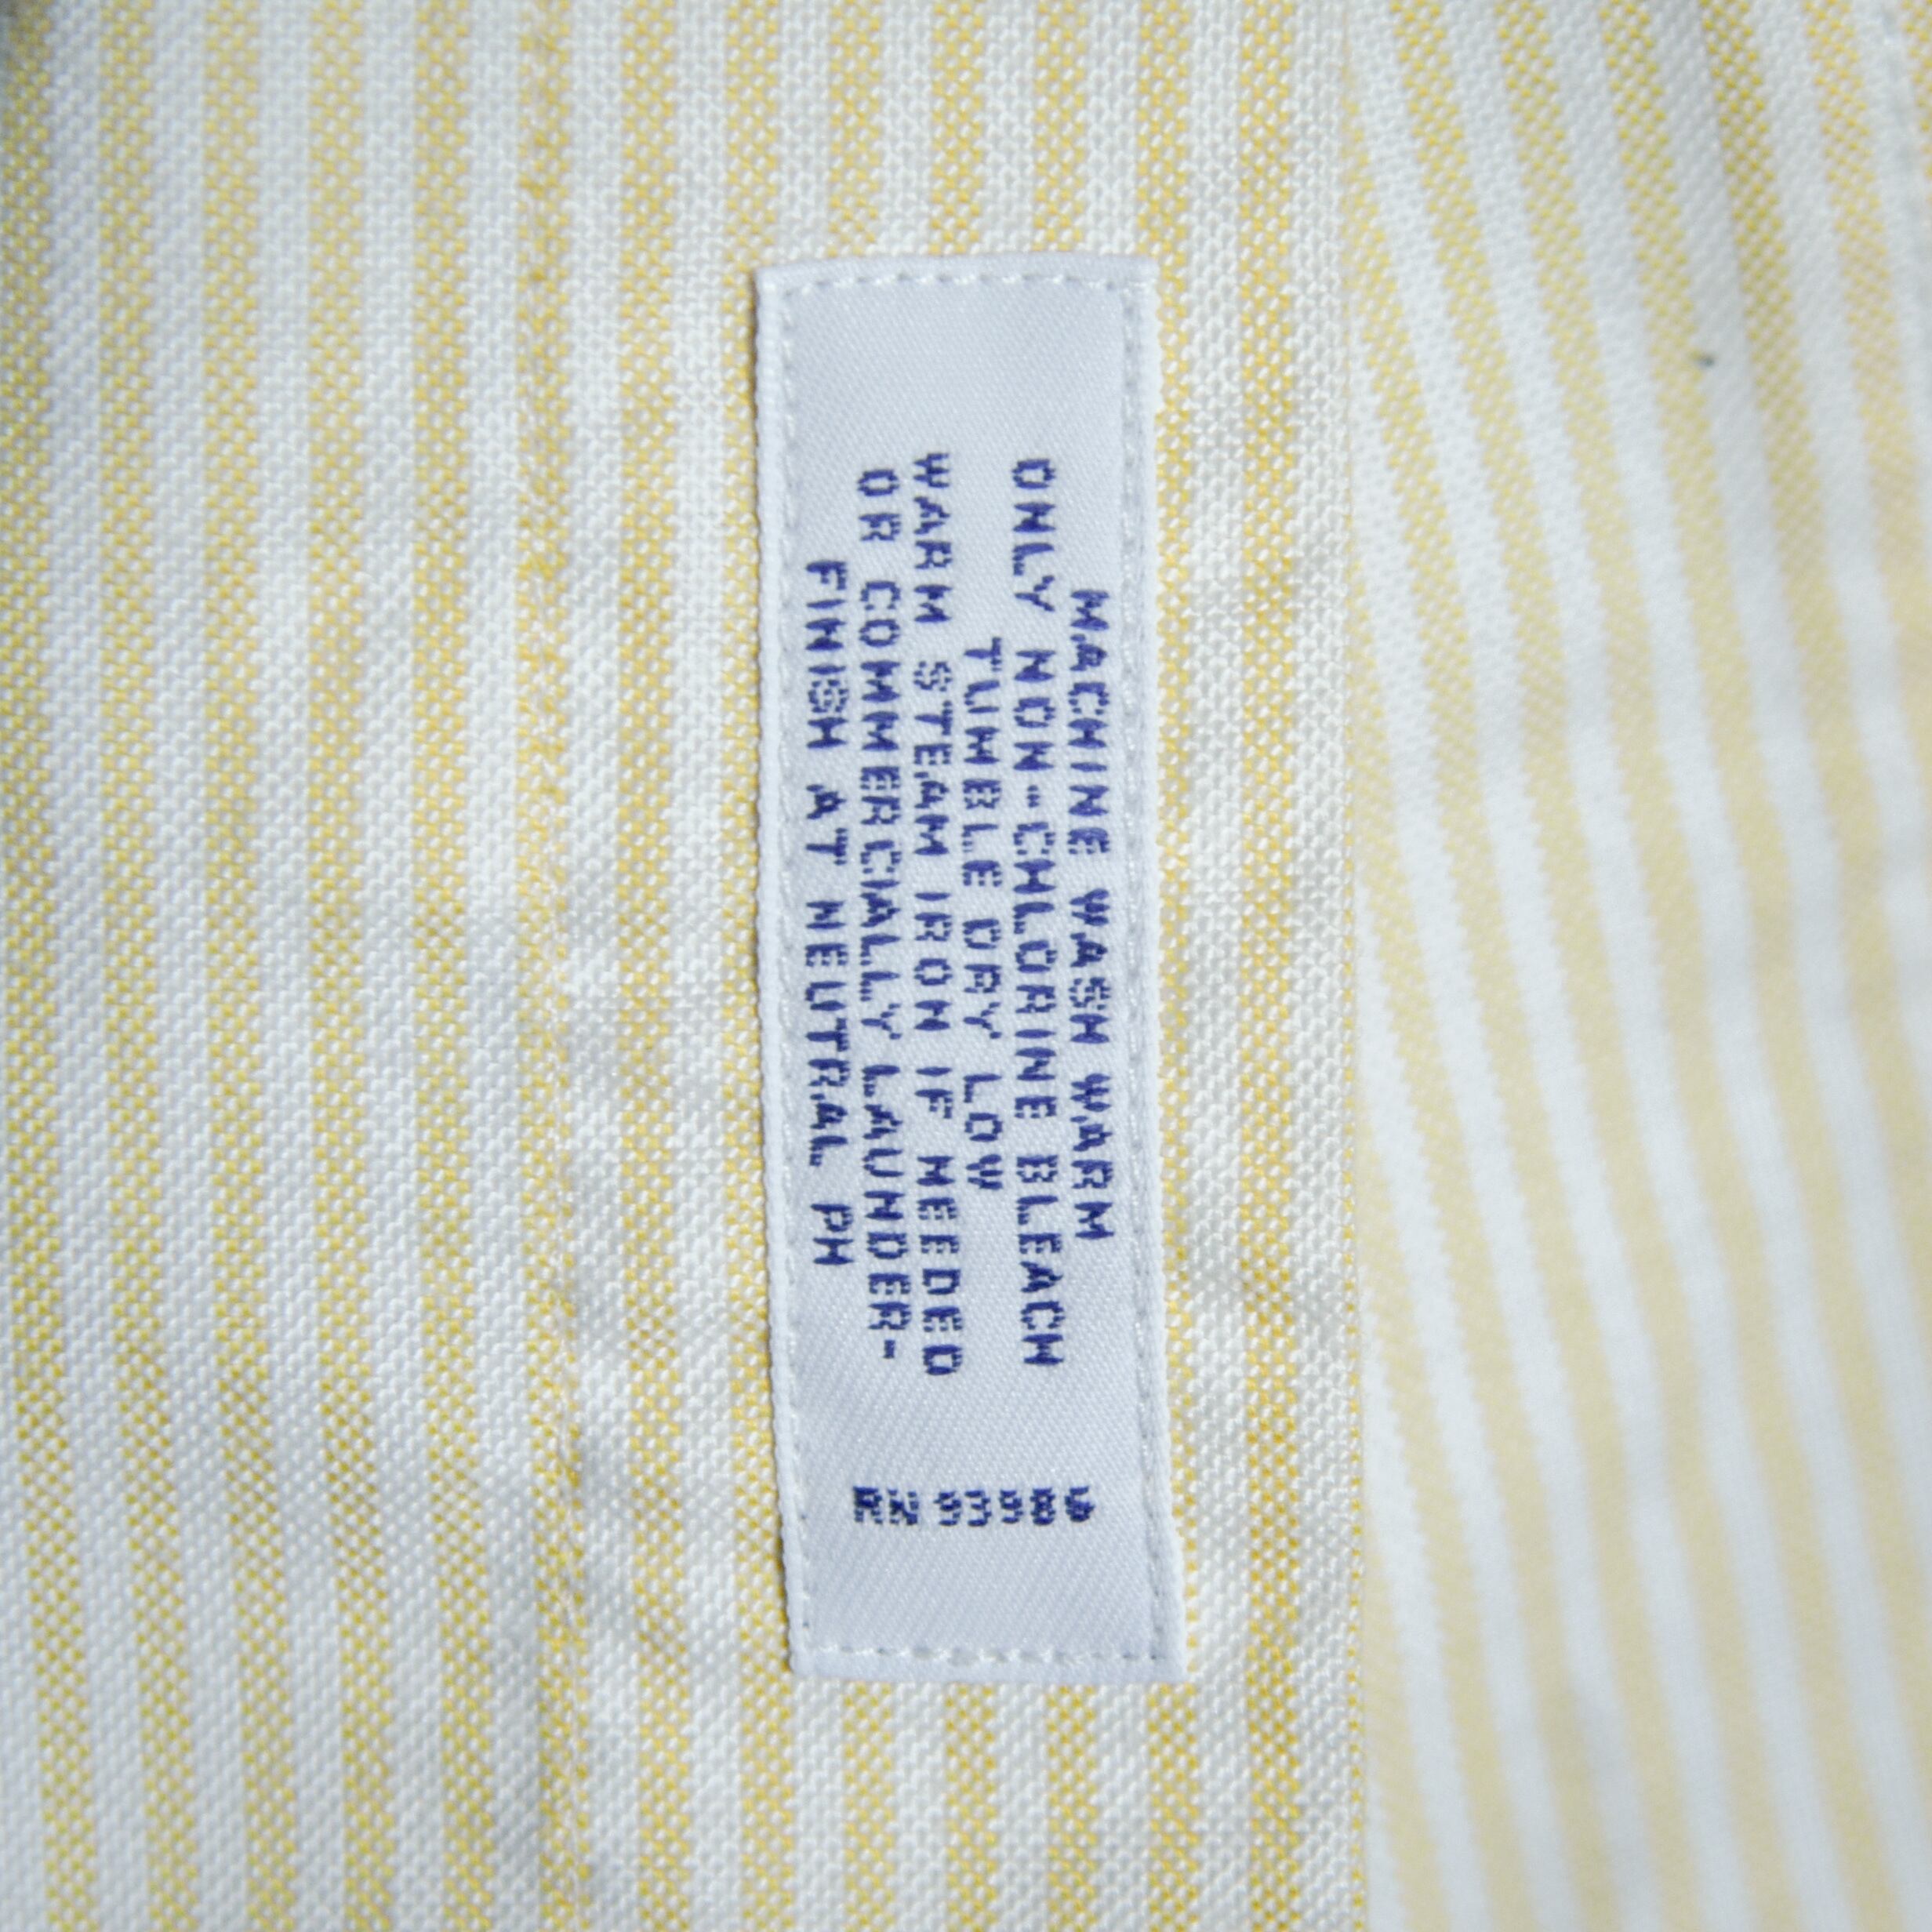 MACHINE WASH WARM
ONLY NON-CHLORINE BLEACH
TUMBLE DRY LOW
WARM STEAM IRON IF NEEDED
OR COMMERCIALLY LAUNDER-
FINISH AT NEUTRAL PH
RN 93986